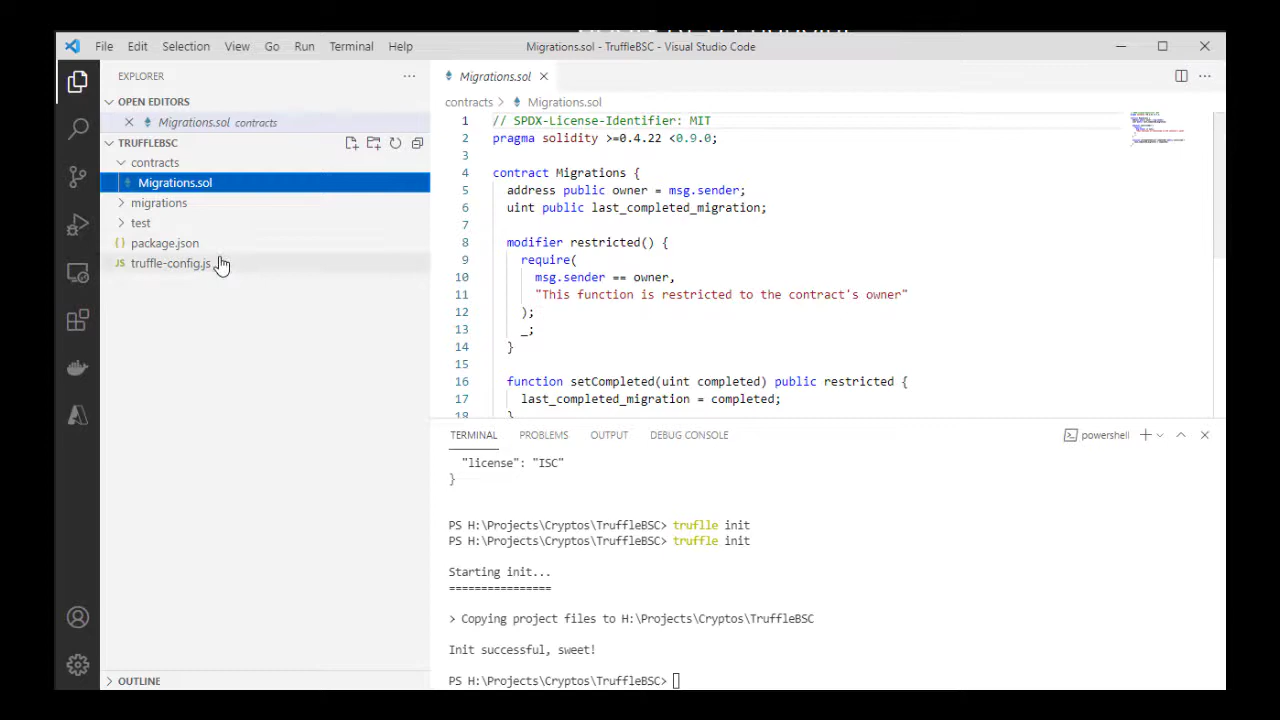 File Edit Selection View Go Run Terminal Help
Migrations.sol - TruffleBSC - Visual Studio Code
EXPLORER
OPEN EDITORS
Migrations.sol contracts
TRUFFLEBSC
contracts
Migrations.sol
migrations
test
{} package.json
JS truffle-config.js
OUTLINE
Migrations.sol
contracts > Migrations.sol
1 // SPDX-License-Identifier: MIT
2 pragma solidity >=0.4.22 <0.9.0;
3
4 contract Migrations {
5 address public owner = msg.sender;
6 uint public last_completed_migration;
7
8 modifier restricted() {
9 require(
10 msg.sender == owner,
11 "This function is restricted to the contract's owner"
12 );
13 _;
14 }
15
16 function setCompleted(uint completed) public restricted {
17 last_completed_migration = completed;
18 }
TERMINAL PROBLEMS OUTPUT DEBUG CONSOLE
powershell
"license": "ISC"
}
PS H:\Projects\Cryptos\TruffleBSC> truflle init
PS H:\Projects\Cryptos\TruffleBSC> truffle init
Starting init...
================
> Copying project files to H:\Projects\Cryptos\TruffleBSC
Init successful, sweet!
PS H:\Projects\Cryptos\TruffleBSC>